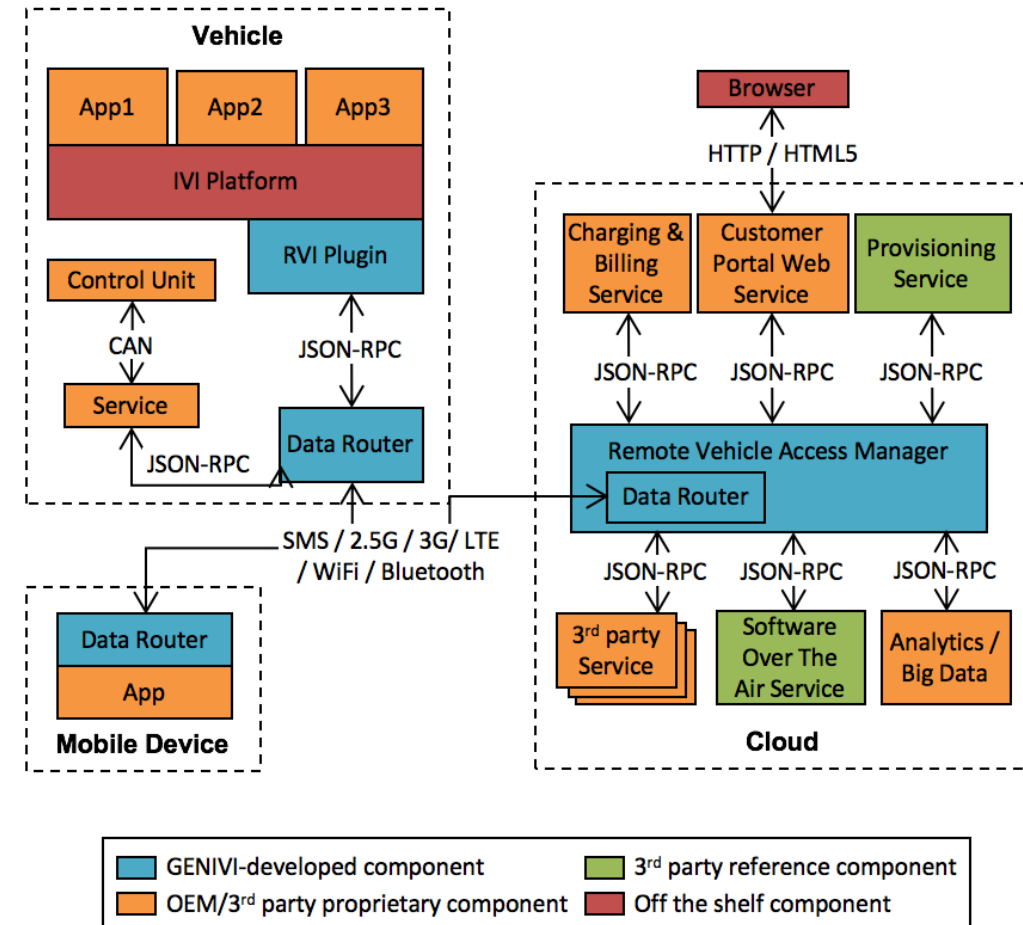 Vehicle
App1
App2
App3
IVI Platform
RVI Plugin
Control Unit
CAN
JSON-RPC
Service
Data Router
JSON-RPC
SMS / 2.5G / 3G/ LTE
/ WiFi / Bluetooth
Data Router
App
Mobile Device
Browser
HTTP / HTML5
Charging &
Billing
Service
Customer
Portal Web
Service
Provisioning
Service
JSON-RPC
JSON-RPC
JSON-RPC
Remote Vehicle Access Manager
Data Router
JSON-RPC
JSON-RPC
JSON-RPC
3rd party
Service
Software
Over The
Air Service
Analytics /
Big Data
Cloud
GENIVI-developed component
3rd party reference component
OEM/3rd party proprietary component
Off the shelf component